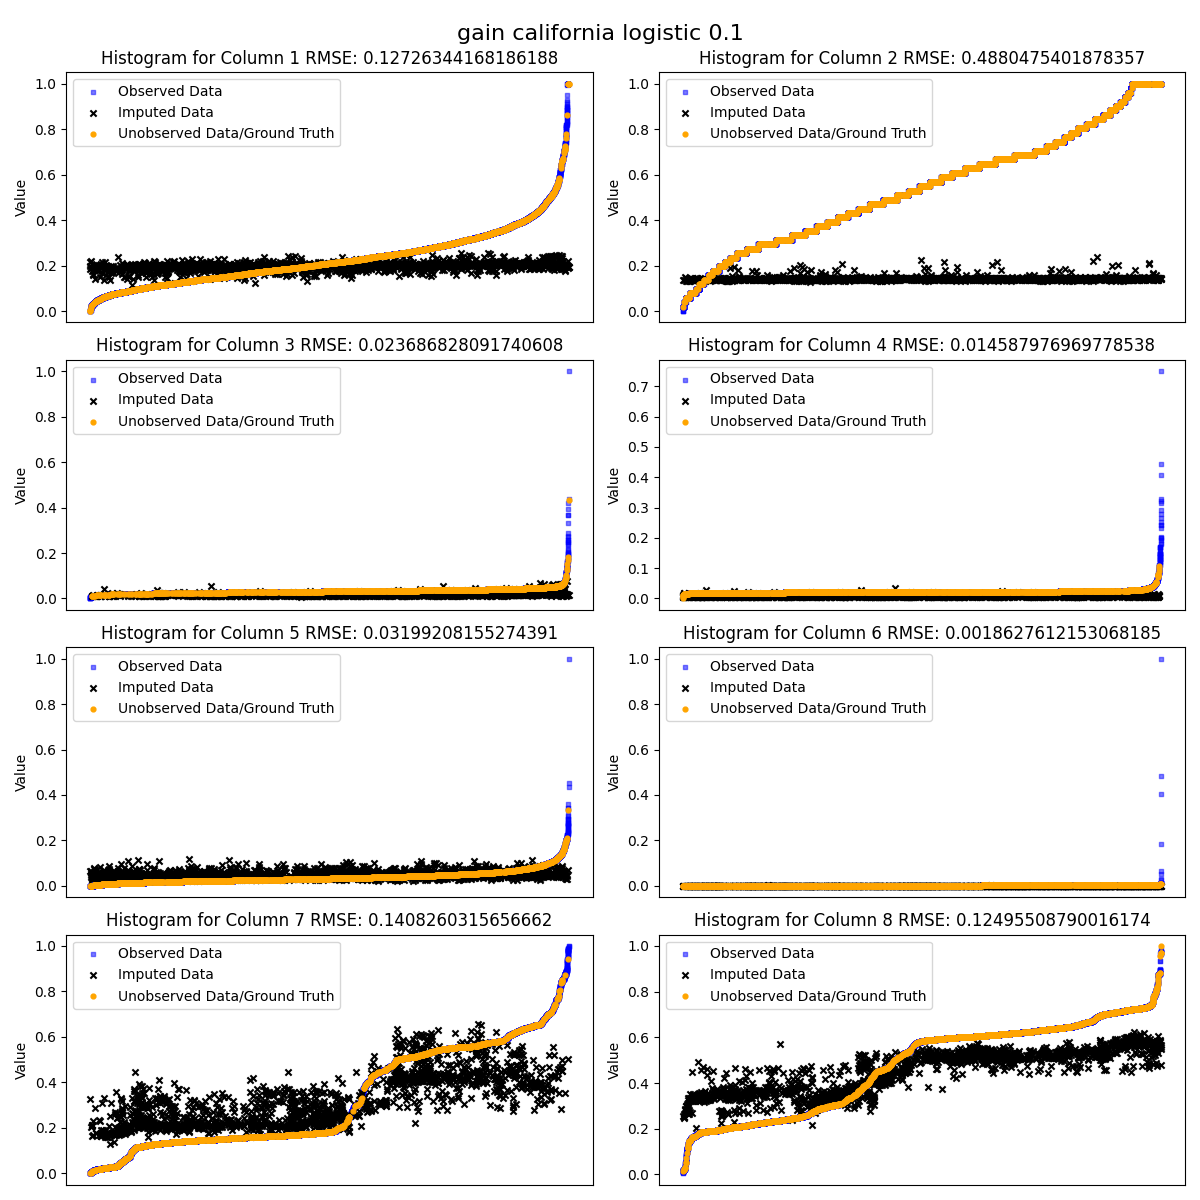 gain california logistic 0.1
Histogram for Column 1 RMSE: 0.12726344168186188
Value
1.0
0.8
0.6
0.4
0.2
0.0
Observed Data
Imputed Data
Unobserved Data/Ground Truth
Histogram for Column 2 RMSE: 0.4880475401878357
Value
1.0
0.8
0.6
0.4
0.2
0.0
Observed Data
Imputed Data
Unobserved Data/Ground Truth
Histogram for Column 3 RMSE: 0.023686828091740608
Value
1.0
0.8
0.6
0.4
0.2
0.0
Observed Data
Imputed Data
Unobserved Data/Ground Truth
Histogram for Column 4 RMSE: 0.014587976969778538
Value
0.7
0.6
0.5
0.4
0.3
0.2
0.1
0.0
Observed Data
Imputed Data
Unobserved Data/Ground Truth
Histogram for Column 5 RMSE: 0.03199208155274391
Value
1.0
0.8
0.6
0.4
0.2
0.0
Observed Data
Imputed Data
Unobserved Data/Ground Truth
Histogram for Column 6 RMSE: 0.0018627612153068185
Value
1.0
0.8
0.6
0.4
0.2
0.0
Observed Data
Imputed Data
Unobserved Data/Ground Truth
Histogram for Column 7 RMSE: 0.1408260315656662
Value
1.0
0.8
0.6
0.4
0.2
0.0
Observed Data
Imputed Data
Unobserved Data/Ground Truth
Histogram for Column 8 RMSE: 0.12495508790016174
Value
1.0
0.8
0.6
0.4
0.2
0.0
Observed Data
Imputed Data
Unobserved Data/Ground Truth